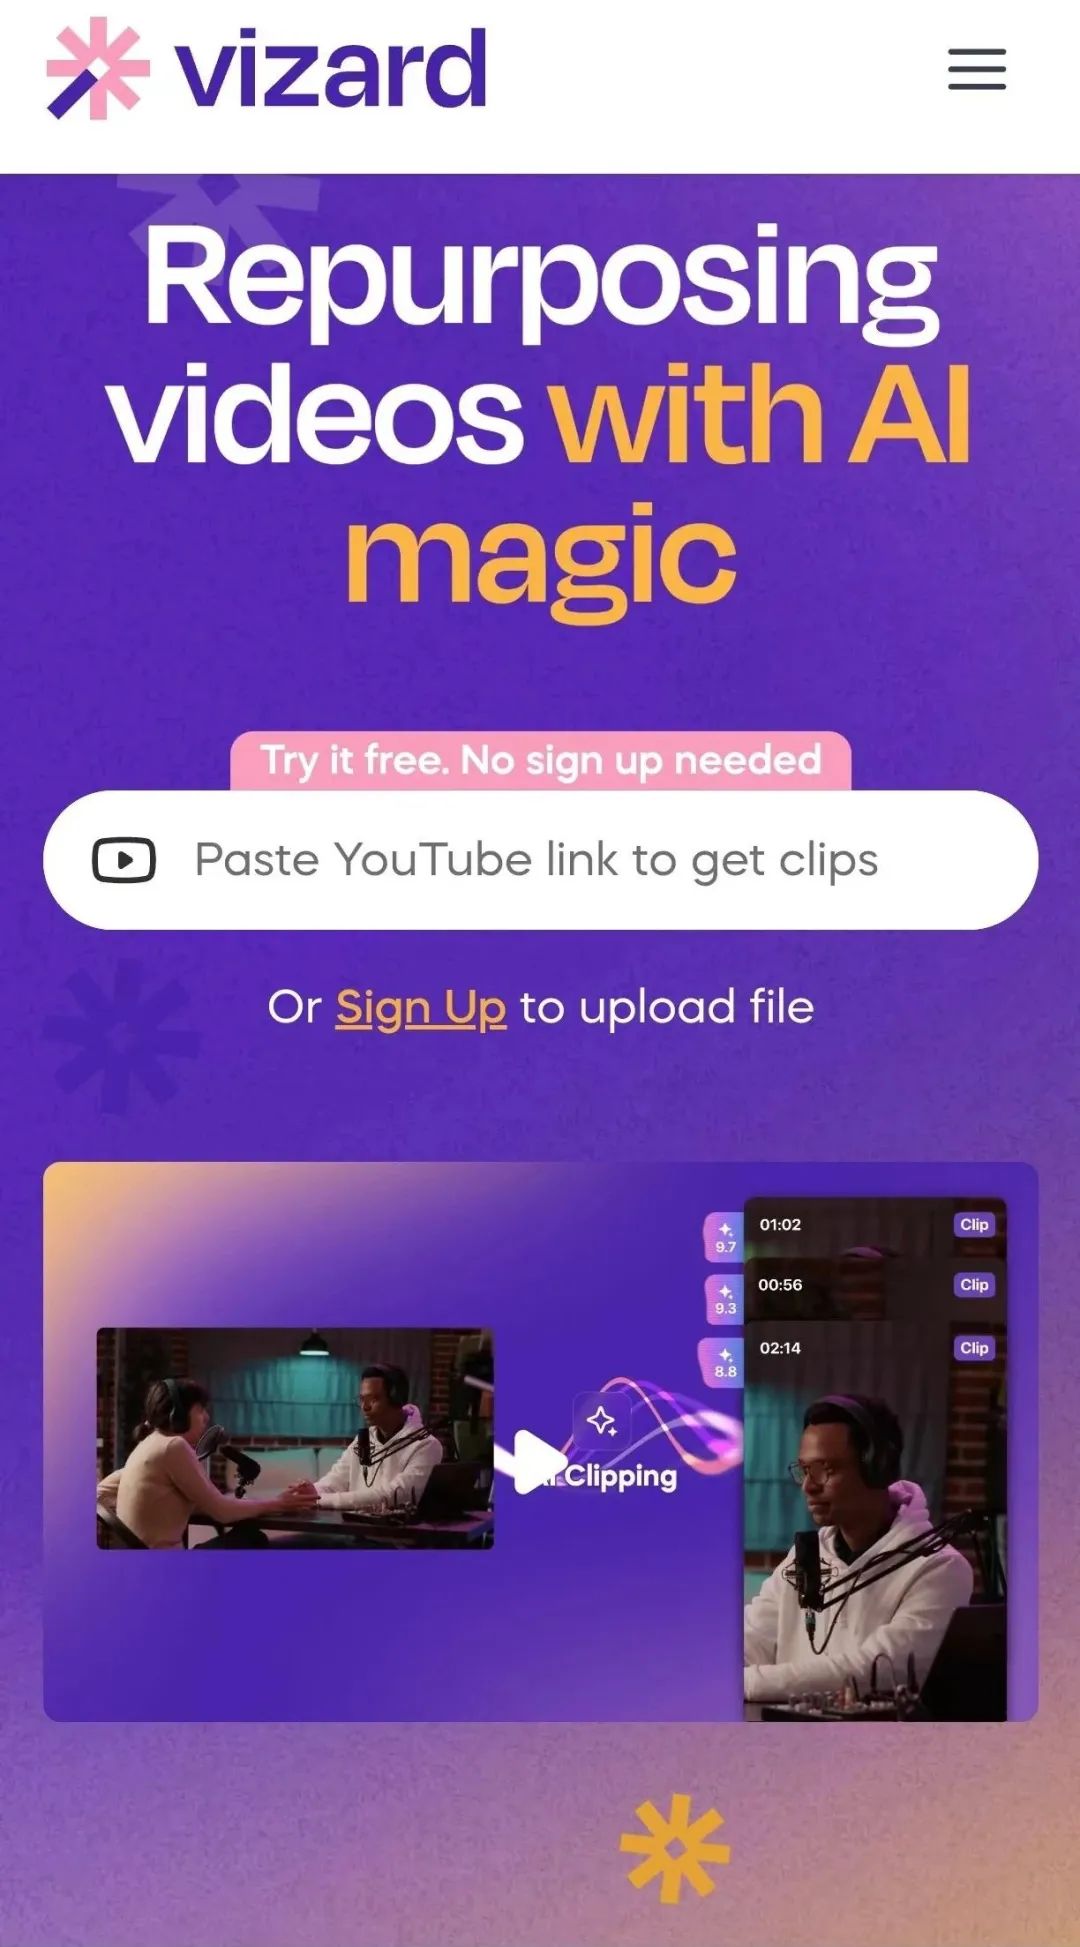 vizard
Repurposing
videos with AI
magic
Try it free. No sign up needed
Paste YouTube link to get clips
Or Sign Up to upload file
9.7
01:02
Clip
9.3
00:56
Clip
8.8
02:14
Clip
Clipping